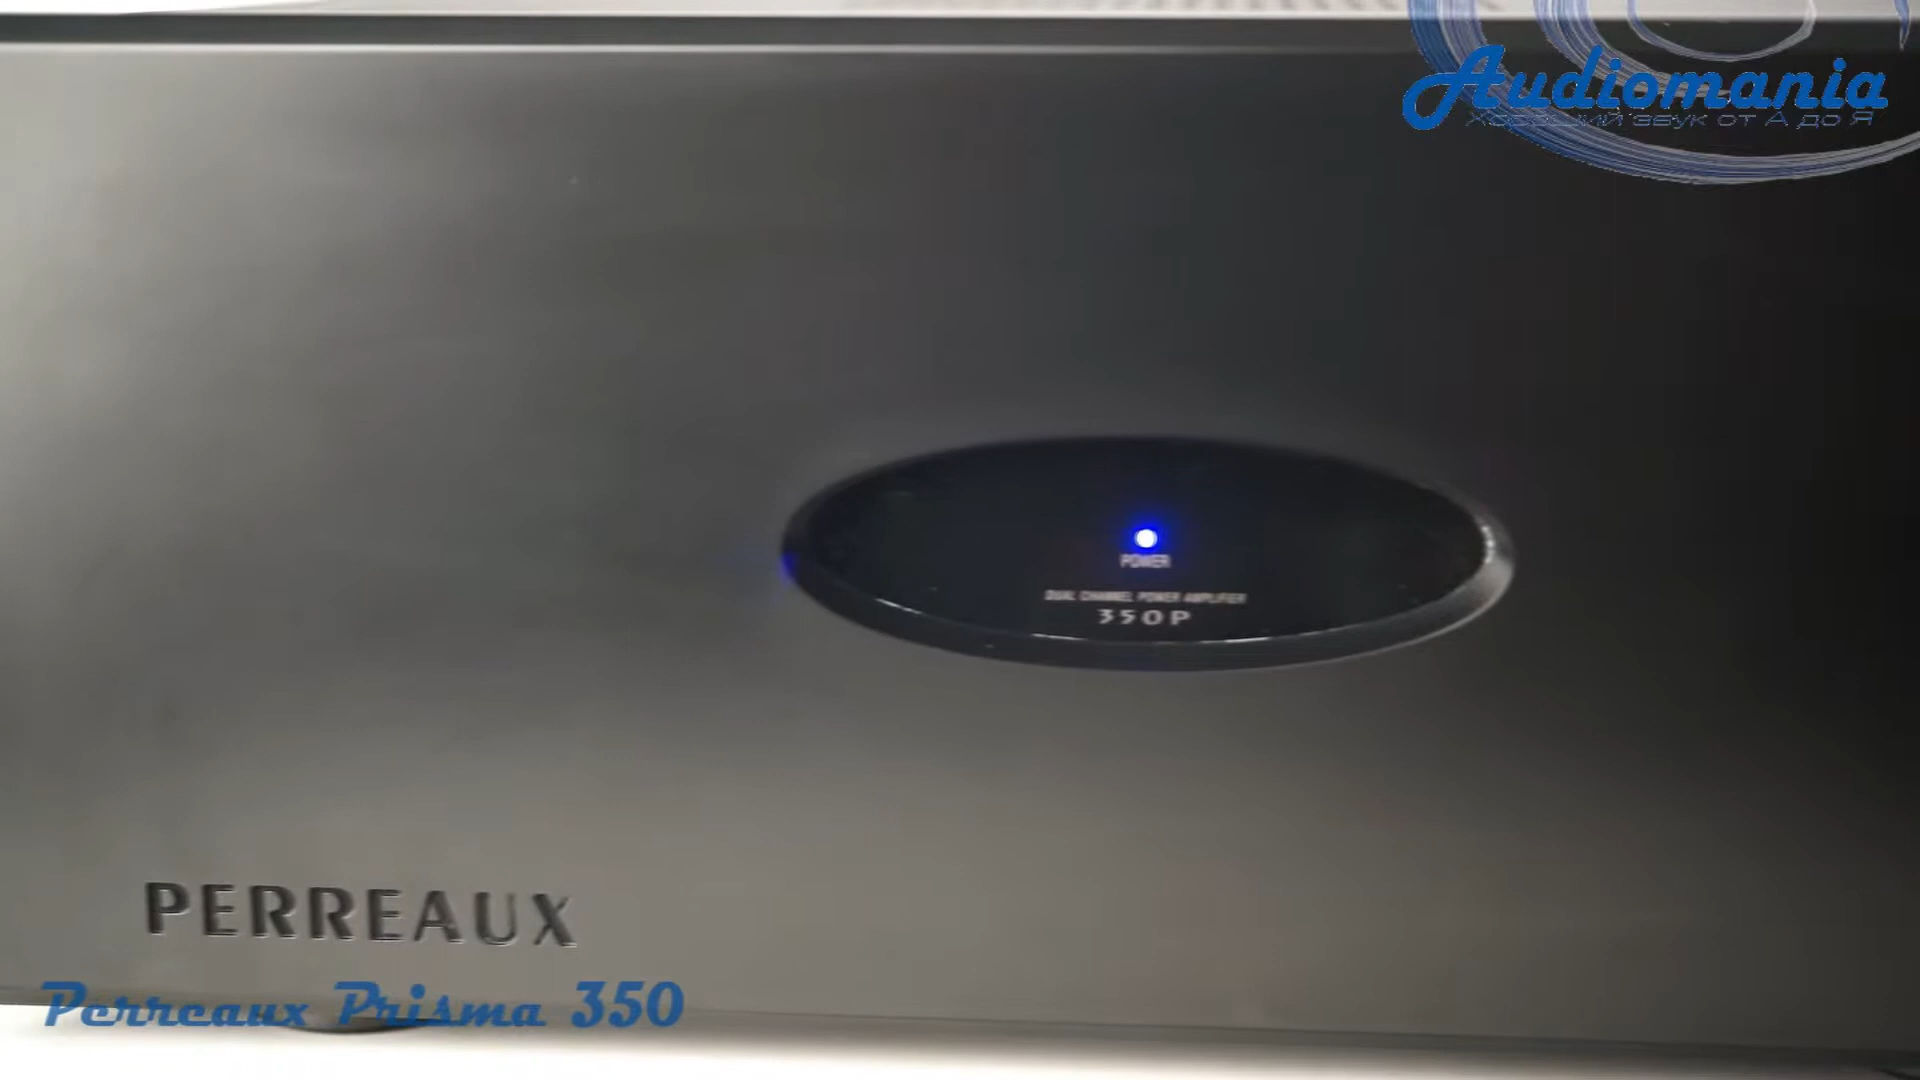 Audiomania
Хороший звук от А до Я
POWER
DUAL CHANNEL POWER AMPLIFIER
350P
PERREAUX
Perreaux Prisma 350